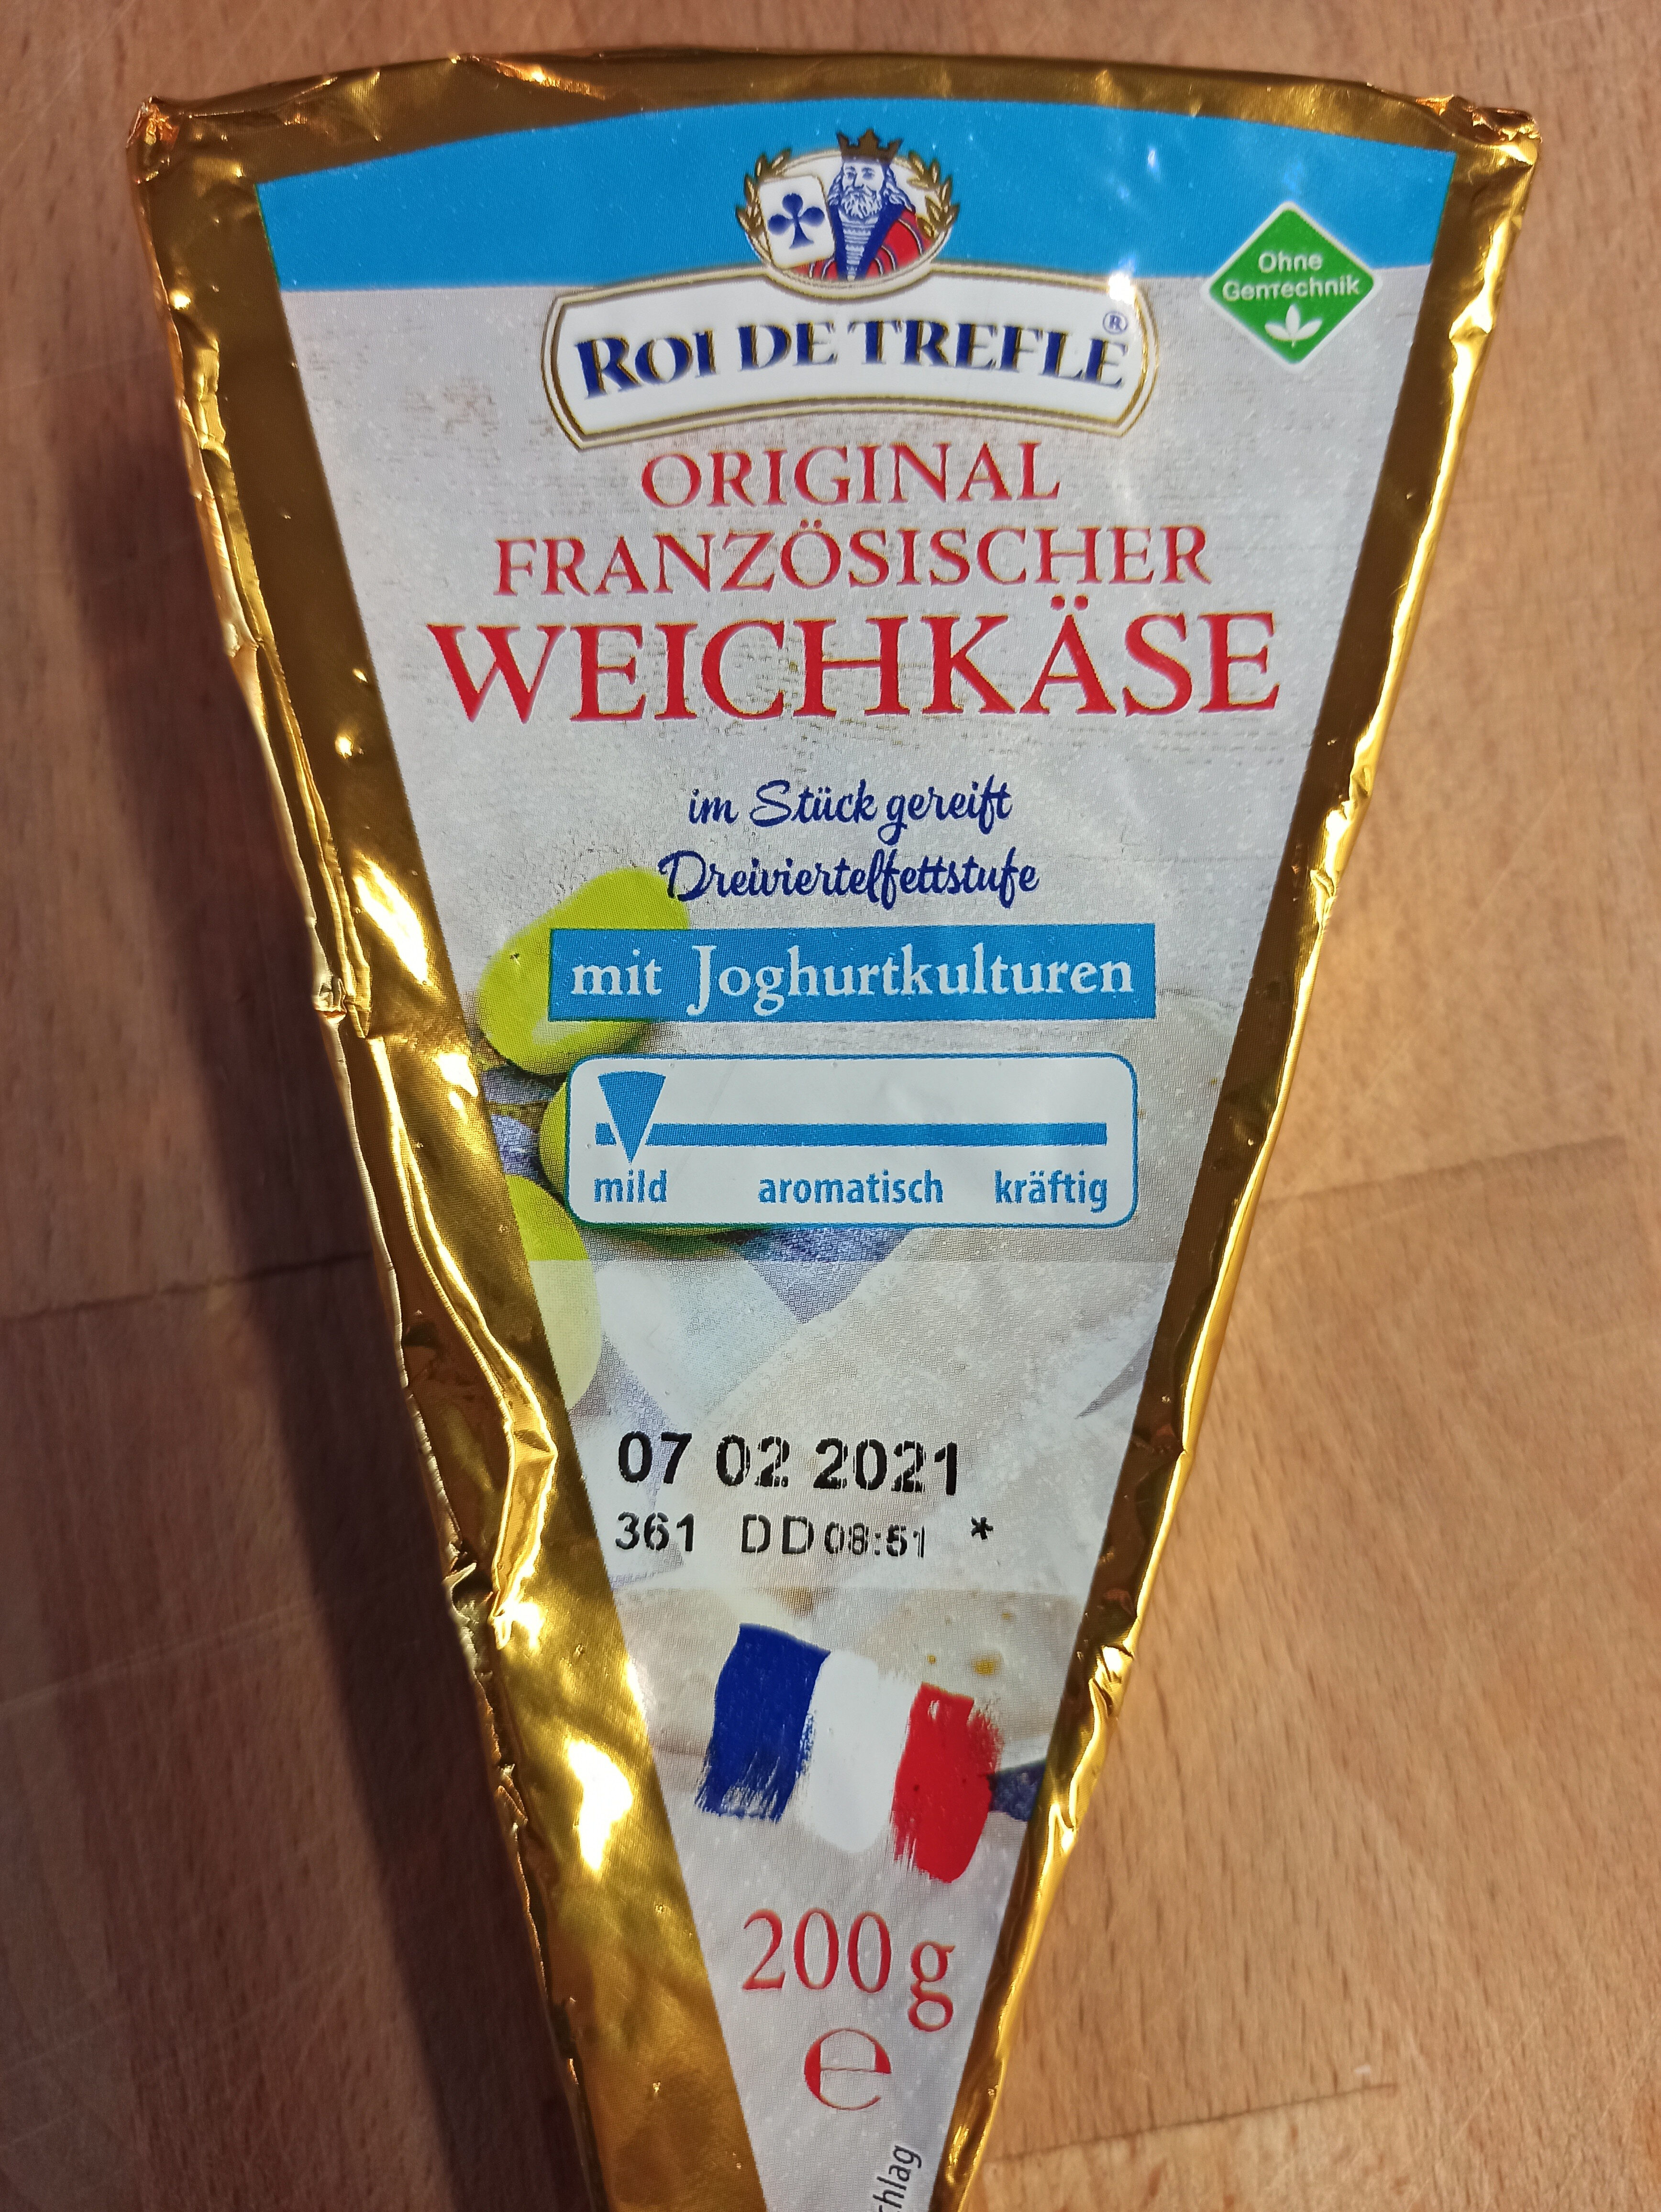 Ohne
GenTechnik
ROI DE TREFLE®
ORIGINAL
FRANZÖSISCHER
WEICHKÄSE
im Stück gereift
Dreiviertelfettstufe
mit Joghurtkulturen
mild aromatisch kräftig
07 02 2021
361 DD08:51 *
200g
e